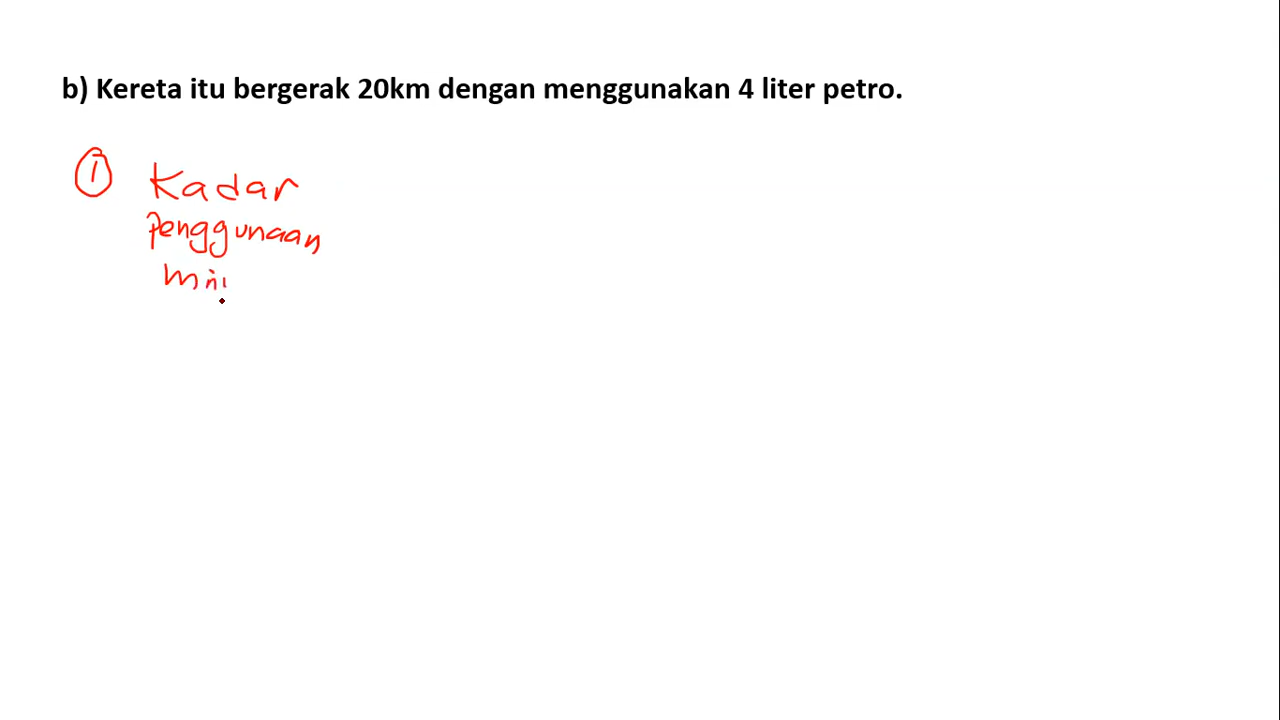 b) Kereta itu bergerak 20km dengan menggunakan 4 liter petro.
1 Kadar
Penggunaan